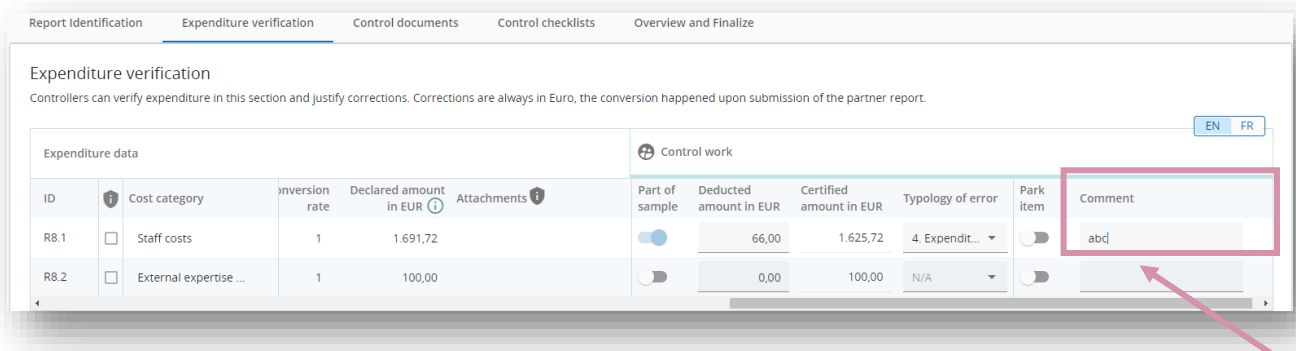 Report Identification Expenditure verification Control documents Control checklists Overview and Finalize
Expenditure verification
Controllers can verify expenditure in this section and justify corrections. Corrections are always in Euro, the conversion happened upon submission of the partner report.
EN FR
Expenditure data Control work
ID Cost category onversion rate Declared amount in EUR Attachments Part of sample Deducted amount in EUR Certified amount in EUR Typology of error Park item Comment
R8.1 Staff costs 1 1.691,72 66,00 1.625,72 4. Expendit... abc
R8.2 External expertise ... 1 100,00 0,00 100,00 N/A